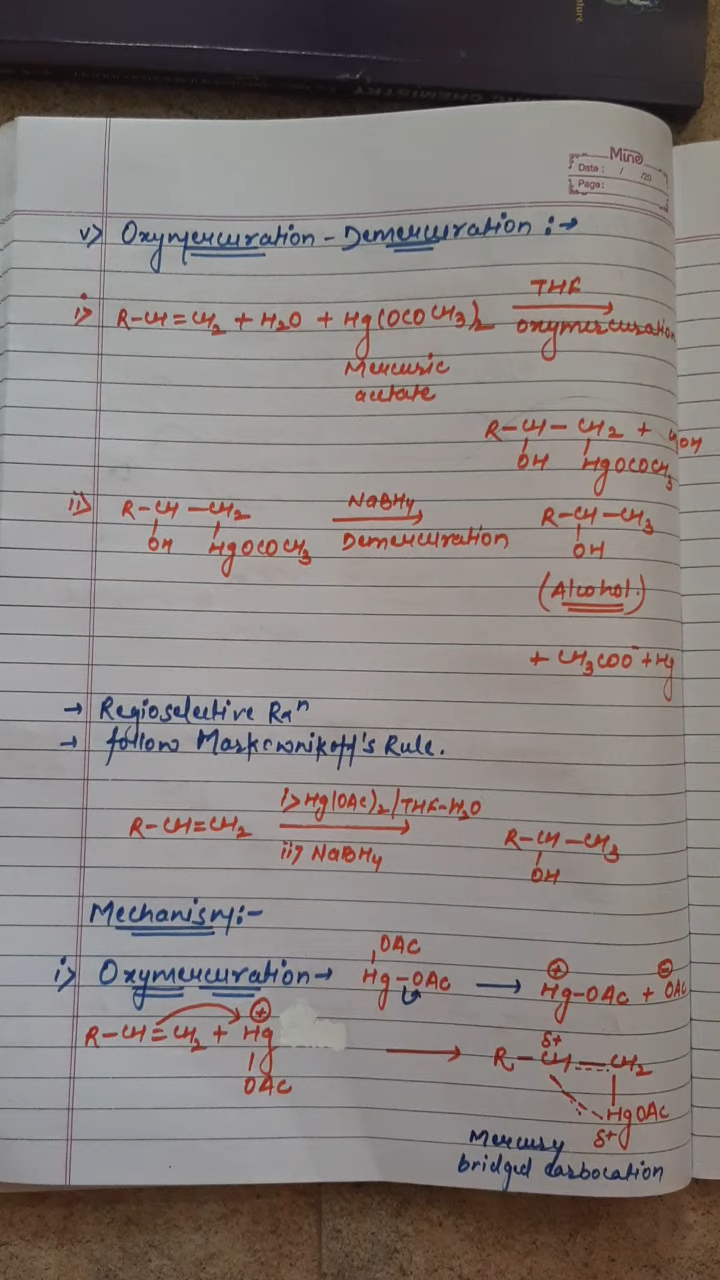 ture
CHEMISTRY
Mino
Date : / /20
Page:
v> Oxymercuration - Demercuration :→
i> R-CH=CH2 + H2O + Hg(OCOCH3)2 THF
oxymercuration
Mercuric
acetate
R-CH-CH2 +
OH HgOCOCH3
ii> R-CH-CH2 NaBH4 R-CH-CH3
OH HgOCOCH3 Demercuration OH
(Alcohol.)
+ CH3COO⁻ + Hg
→ Regioselective Rxⁿ
→ follow Markownikoff's Rule.
R-CH=CH2 i>Hg(OAC)2/THF-H2O R-CH-CH3
ii> NaBH4 OH
Mechanism:-
OAC
i> Oxymercuration→ Hg-OAC → ⊕Hg-OAC + ⊖OAC
R-CH=CH2 + ⊕Hg → R-CH δ+ CH2
OAC HgOAC δ+
Mercury
bridged carbocation